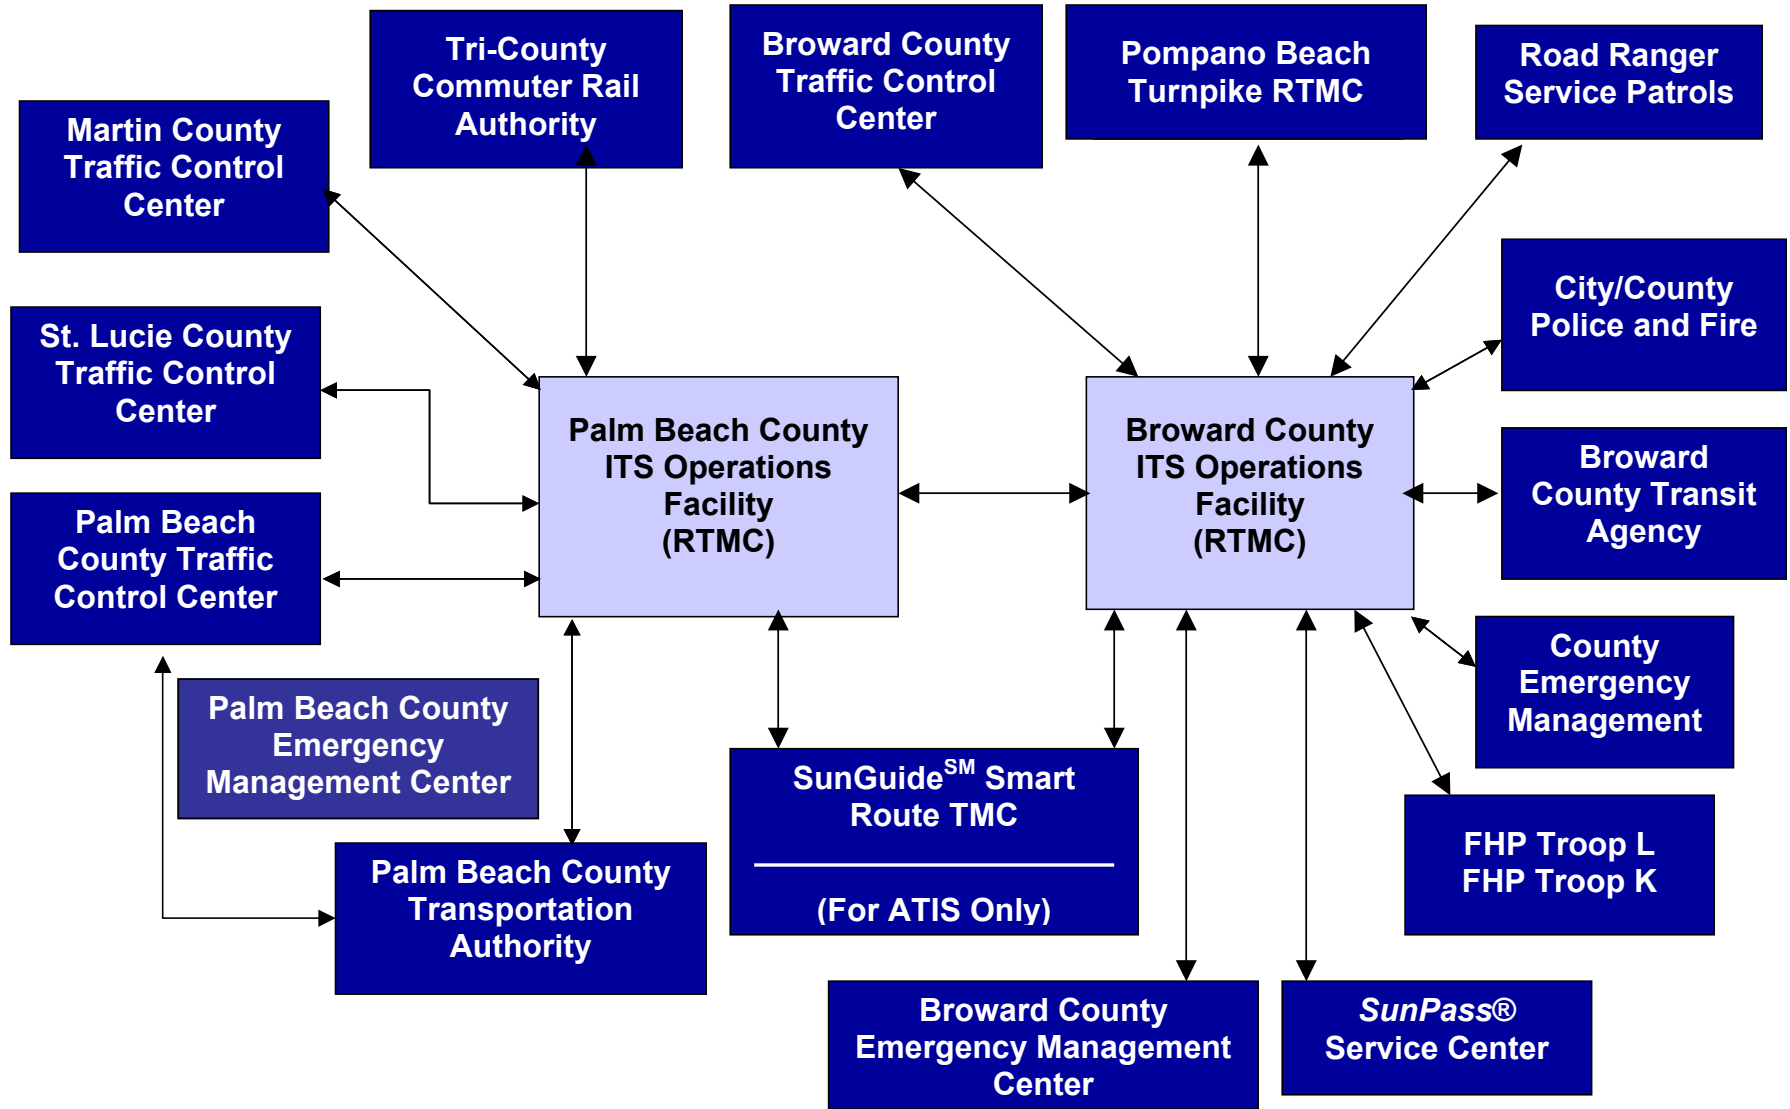 Tri-County
Commuter Rail
Authority
Broward County
Traffic Control
Center
Pompano Beach
Turnpike RTMC
Road Ranger
Service Patrols
Martin County
Traffic Control
Center
City/County
Police and Fire
St. Lucie County
Traffic Control
Center
Palm Beach County
ITS Operations
Facility
(RTMC)
Broward County
ITS Operations
Facility
(RTMC)
Broward
County Transit
Agency
Palm Beach
County Traffic
Control Center
County
Emergency
Management
Palm Beach County
Emergency
Management Center
SunGuideSM Smart
Route TMC
(For ATIS Only)
FHP Troop L
FHP Troop K
Palm Beach County
Transportation
Authority
Broward County
Emergency Management
Center
SunPass®
Service Center